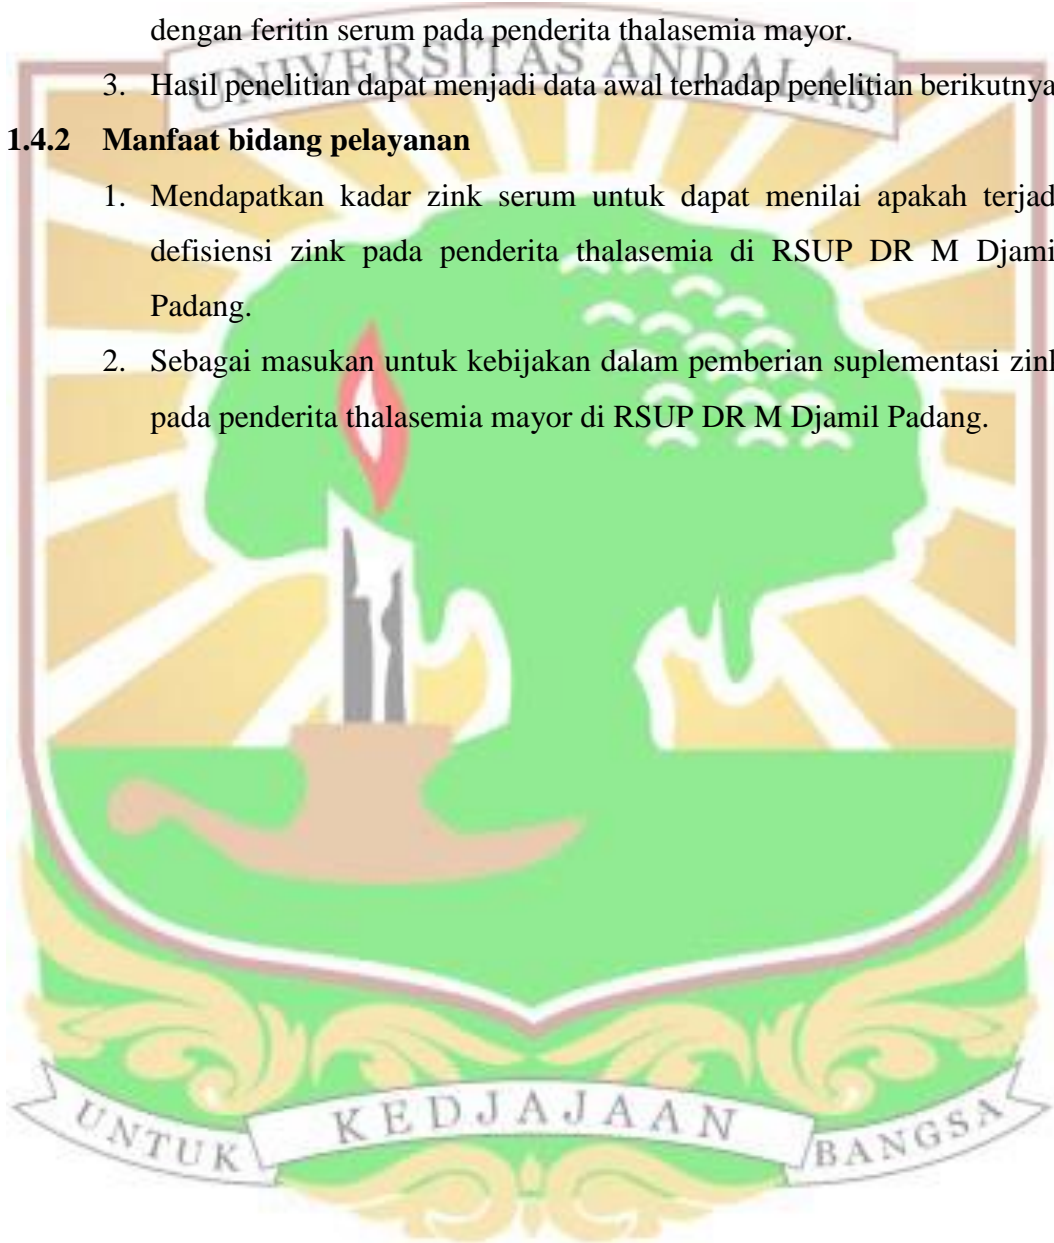 dengan feritin serum pada penderita thalasemia mayor.
UNIVERSITAS ANDALAS
3. Hasil penelitian dapat menjadi data awal terhadap penelitian berikutnya
1.4.2 Manfaat bidang pelayanan
1. Mendapatkan kadar zink serum untuk dapat menilai apakah terjad
defisiensi zink pada penderita thalasemia di RSUP DR M Djami
Padang.
2. Sebagai masukan untuk kebijakan dalam pemberian suplementasi zin
pada penderita thalasemia mayor di RSUP DR M Djamil Padang.
UNTUK KEDJAJAAN BANGSA